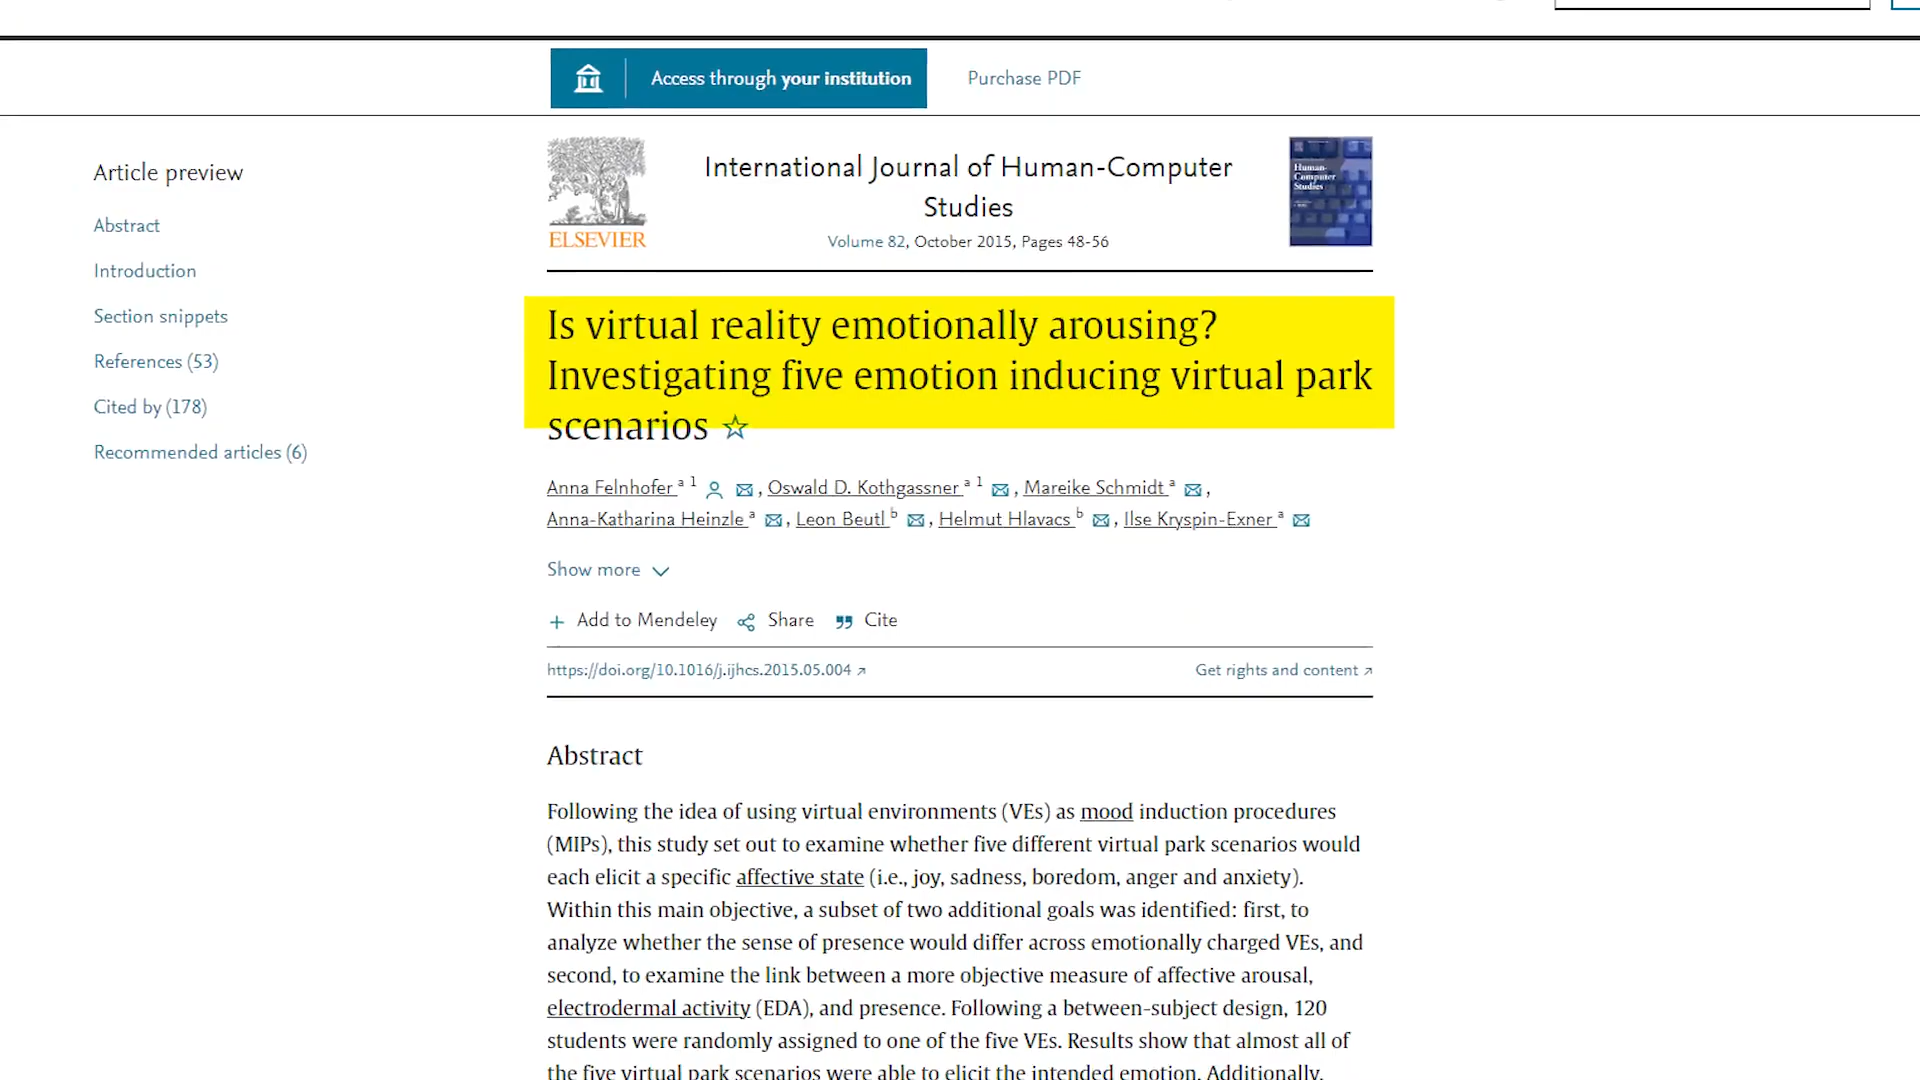 Access through your institution
Purchase PDF
Article preview
Abstract
Introduction
Section snippets
References (53)
Cited by (178)
Recommended articles (6)
ELSEVIER
International Journal of Human-Computer
Studies
Volume 82, October 2015, Pages 48-56
Human-
Computer
Studies
Is virtual reality emotionally arousing?
Investigating five emotion inducing virtual park
scenarios ☆
Anna Felnhofer a 1, Oswald D. Kothgassner a 1, Mareike Schmidt a,
Anna-Katharina Heinzle a, Leon Beutl b, Helmut Hlavacs b, Ilse Kryspin-Exner a
Show more
+ Add to Mendeley Share Cite
https://doi.org/10.1016/j.ijhcs.2015.05.004 ↗
Get rights and content ↗
Abstract
Following the idea of using virtual environments (VEs) as mood induction procedures
(MIPs), this study set out to examine whether five different virtual park scenarios would
each elicit a specific affective state (i.e., joy, sadness, boredom, anger and anxiety).
Within this main objective, a subset of two additional goals was identified: first, to
analyze whether the sense of presence would differ across emotionally charged VEs, and
second, to examine the link between a more objective measure of affective arousal,
electrodermal activity (EDA), and presence. Following a between-subject design, 120
students were randomly assigned to one of the five VEs. Results show that almost all of
the five virtual park scenarios were able to elicit the intended emotion. Additionally,